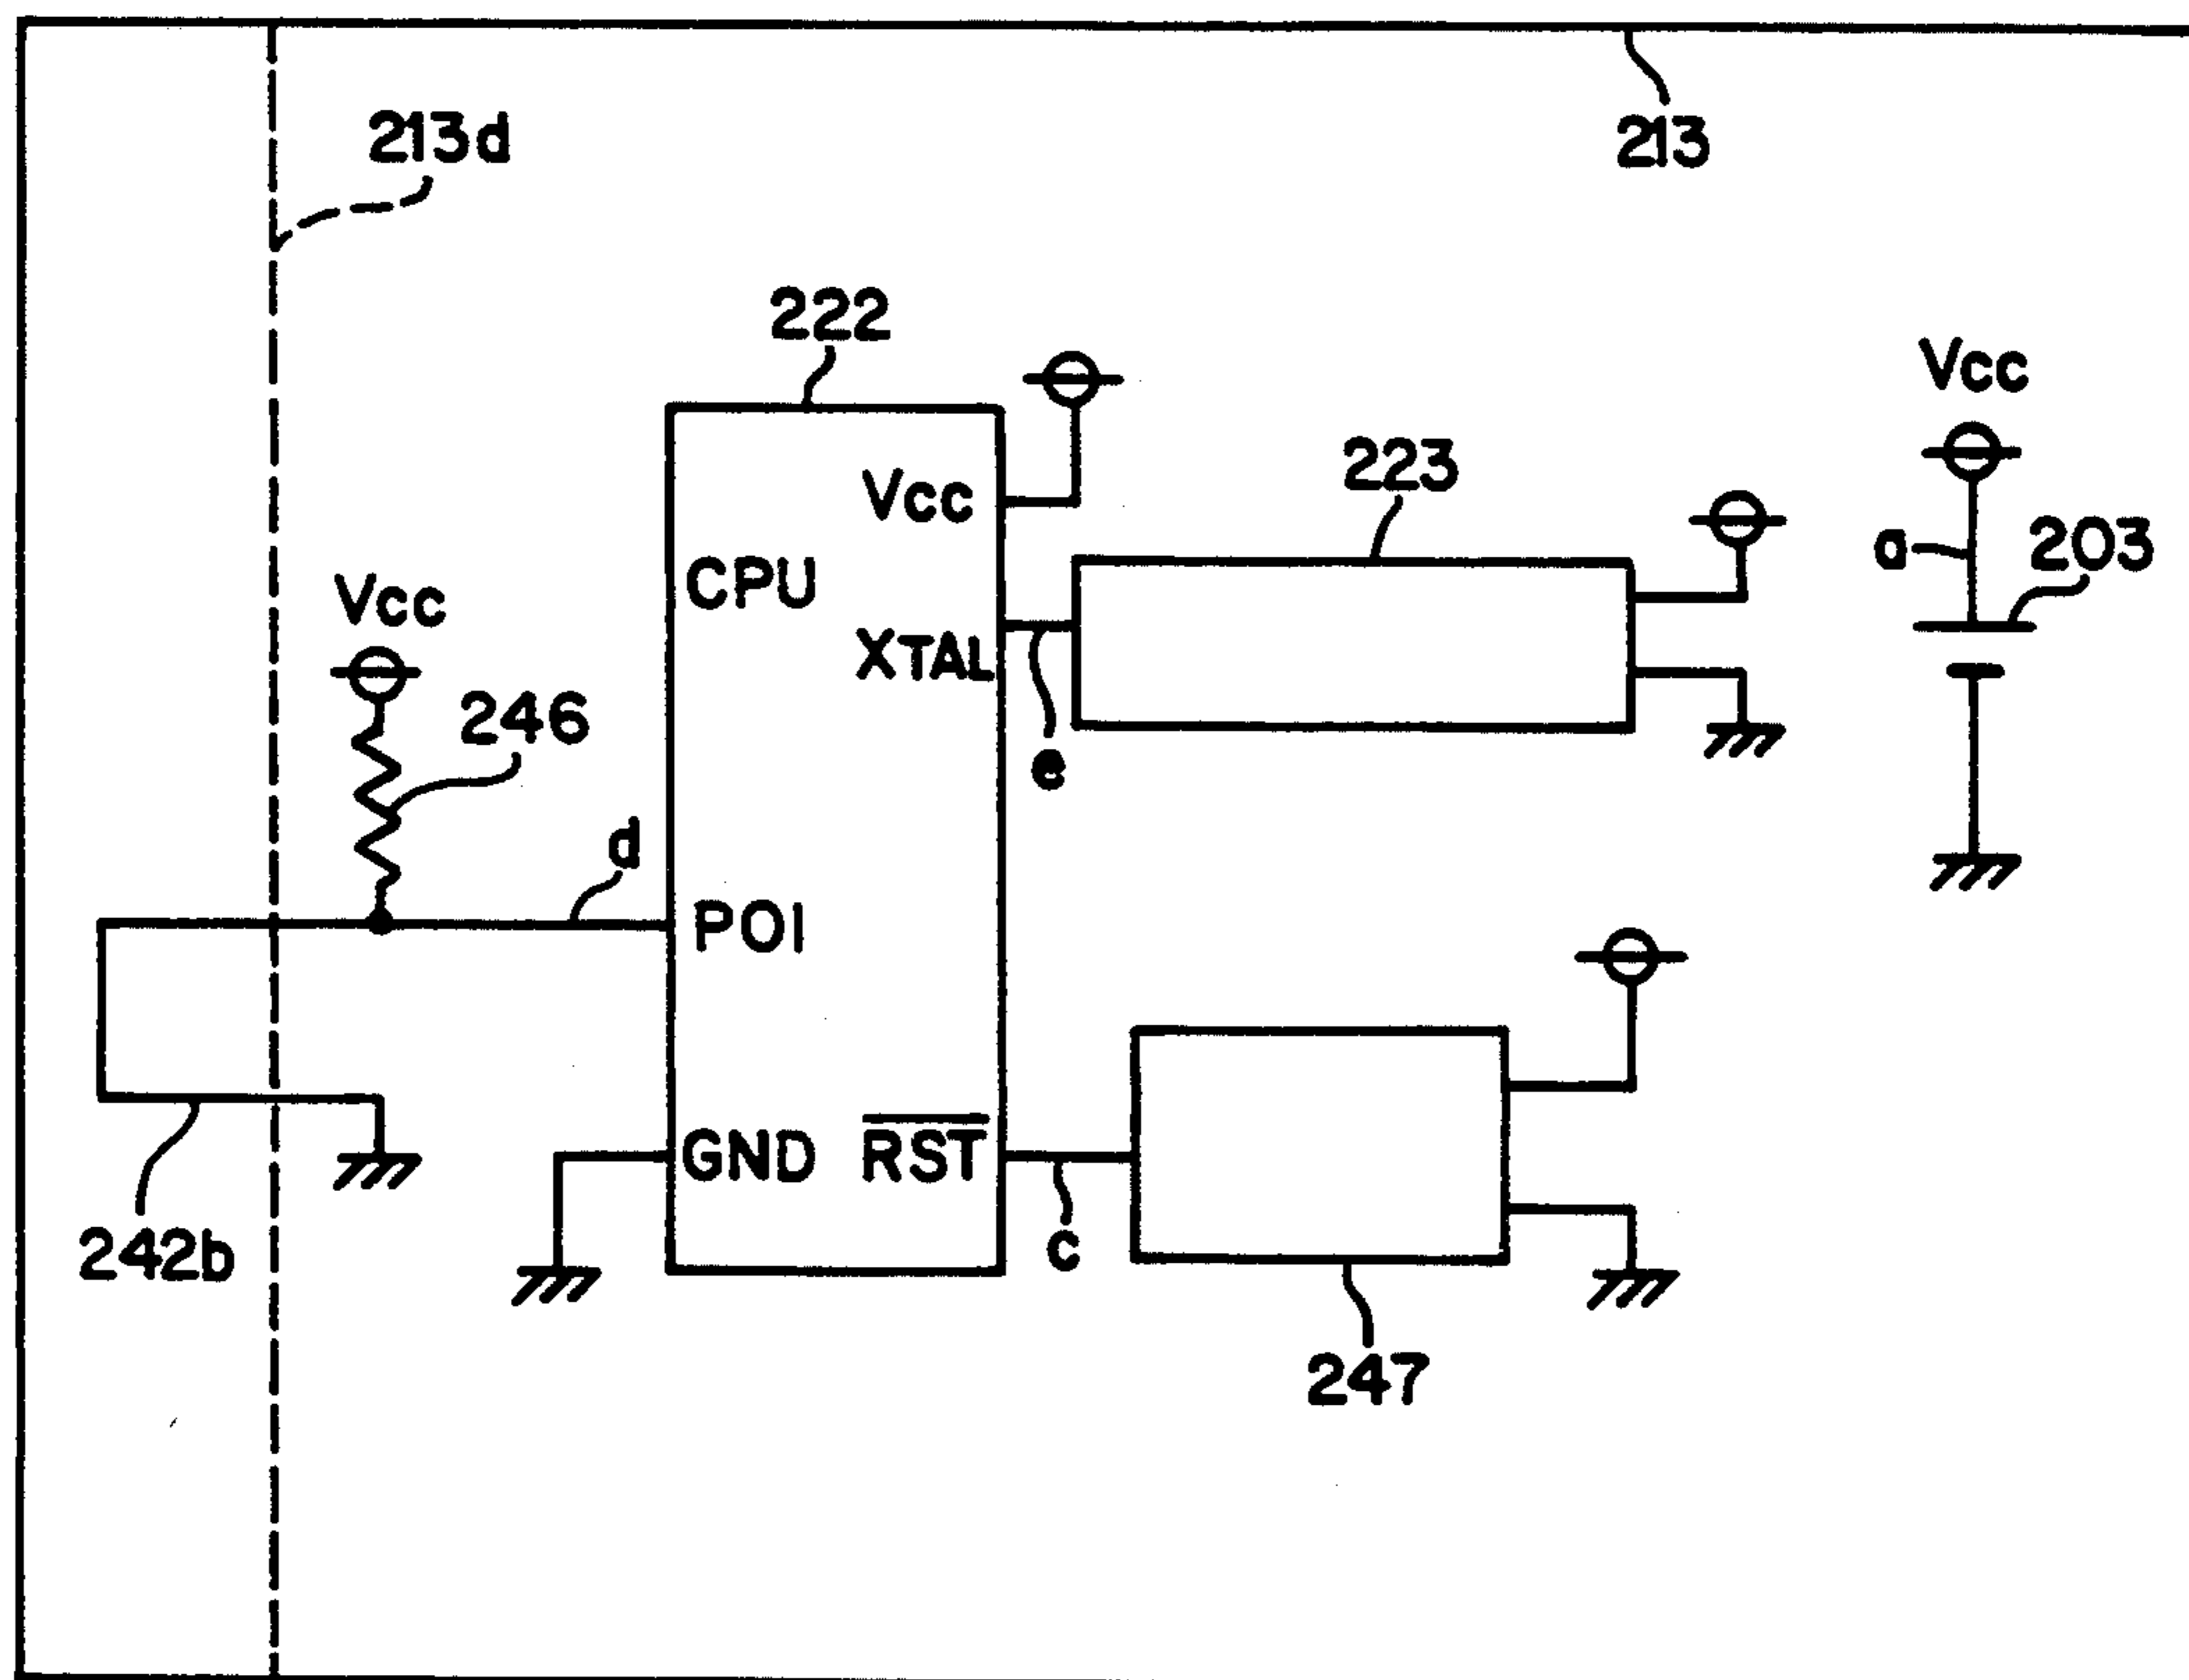 213d
213
222
Vcc
Vcc
223
a
203
CPU
Vcc
XTAL
246
e
d
POI
GND
RST
242b
c
247